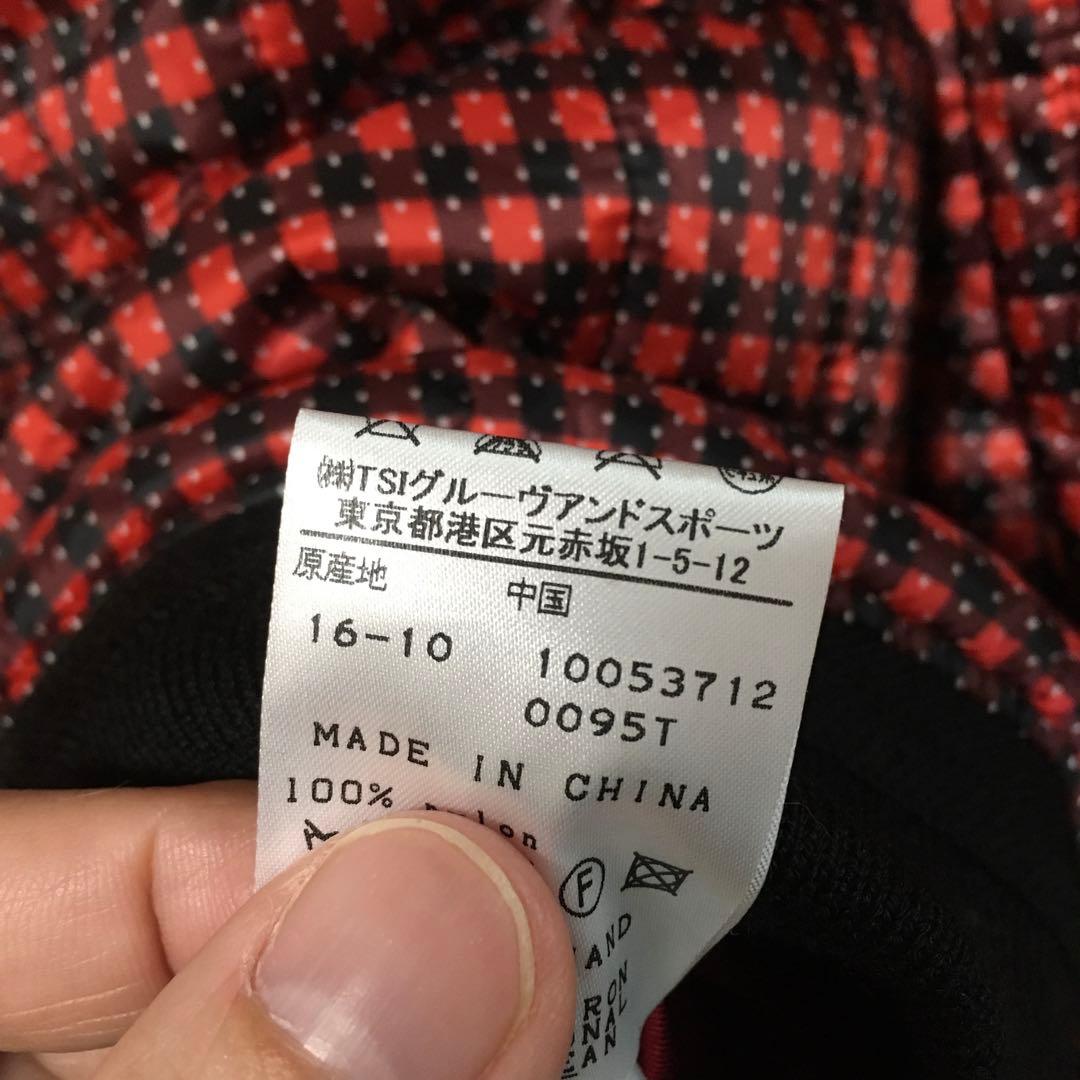 ㈱TSIグルーヴアンドスポーツ
東京都港区元赤坂1-5-12
原産地 中国
16-10 10053712
0095T
MADE IN CHINA
100%
F
AND